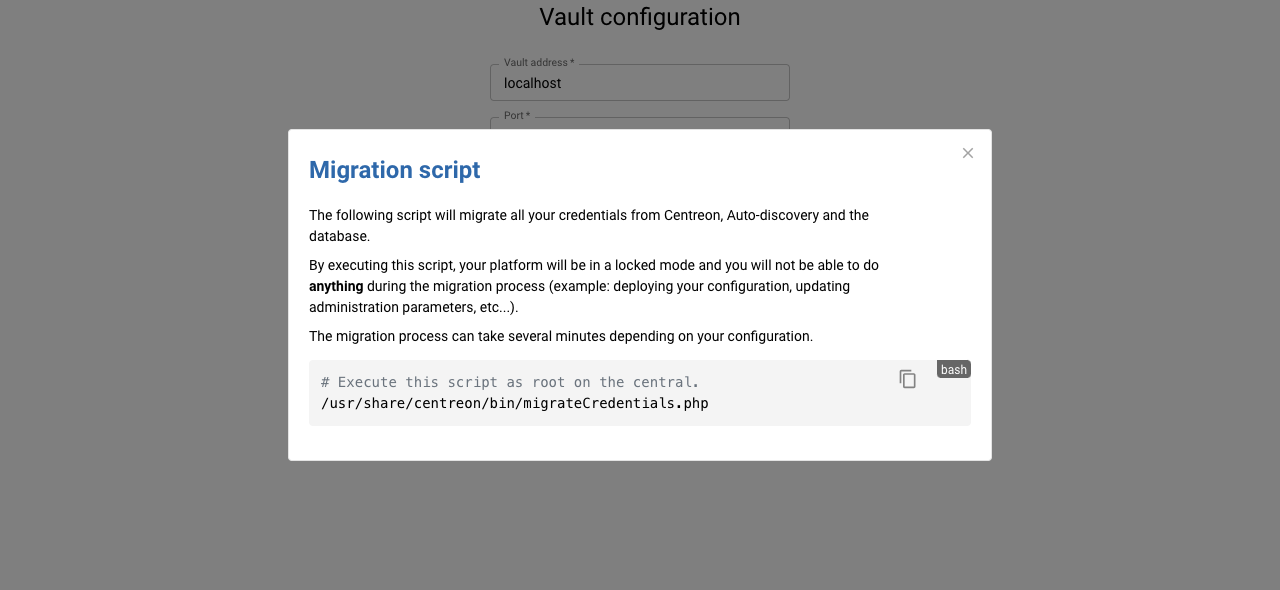 Vault configuration
Vault address *
localhost
Port *
Migration script
The following script will migrate all your credentials from Centreon, Auto-discovery and the
database.
By executing this script, your platform will be in a locked mode and you will not be able to do
anything during the migration process (example: deploying your configuration, updating
administration parameters, etc...).
The migration process can take several minutes depending on your configuration.
bash
# Execute this script as root on the central.
/usr/share/centreon/bin/migrateCredentials.php